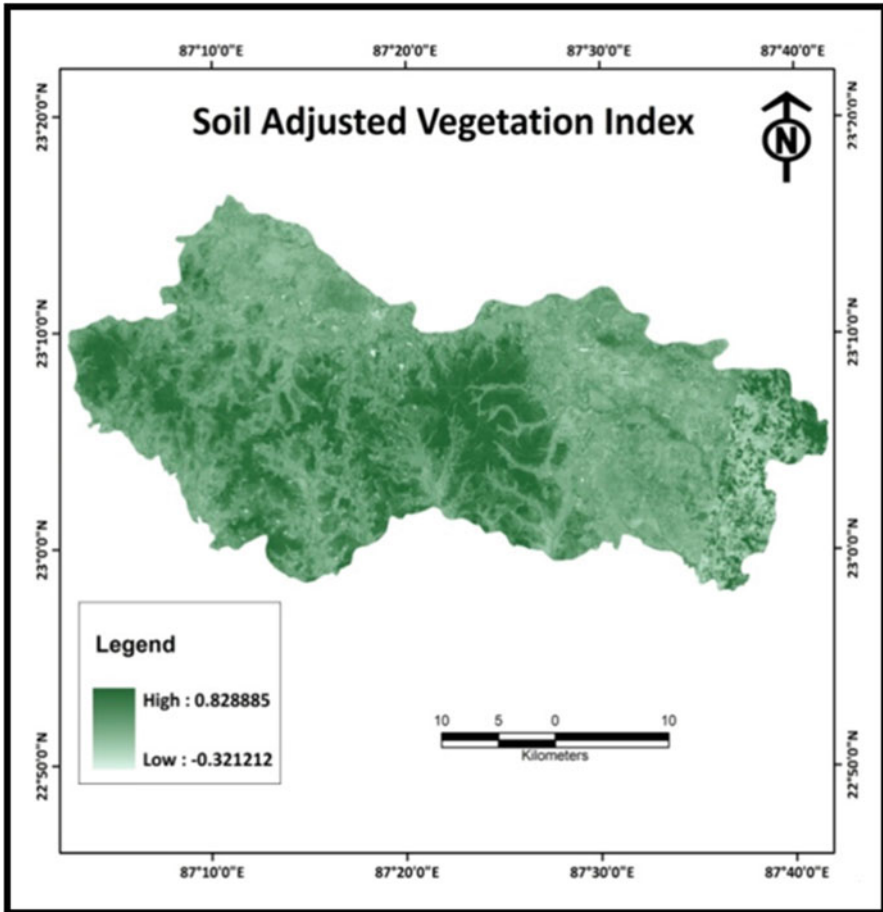 87°10'0"E 87°20'0"E 87°30'0"E 87°40'0"E
23°20'0"N 23°20'0"N
Soil Adjusted Vegetation Index
N
23°10'0"N 23°10'0"N
23°0'0"N 23°0'0"N
Legend
High : 0.828885
Low : -0.321212
10 5 0 10
Kilometers
22°50'0"N 22°50'0"N
87°10'0"E 87°20'0"E 87°30'0"E 87°40'0"E